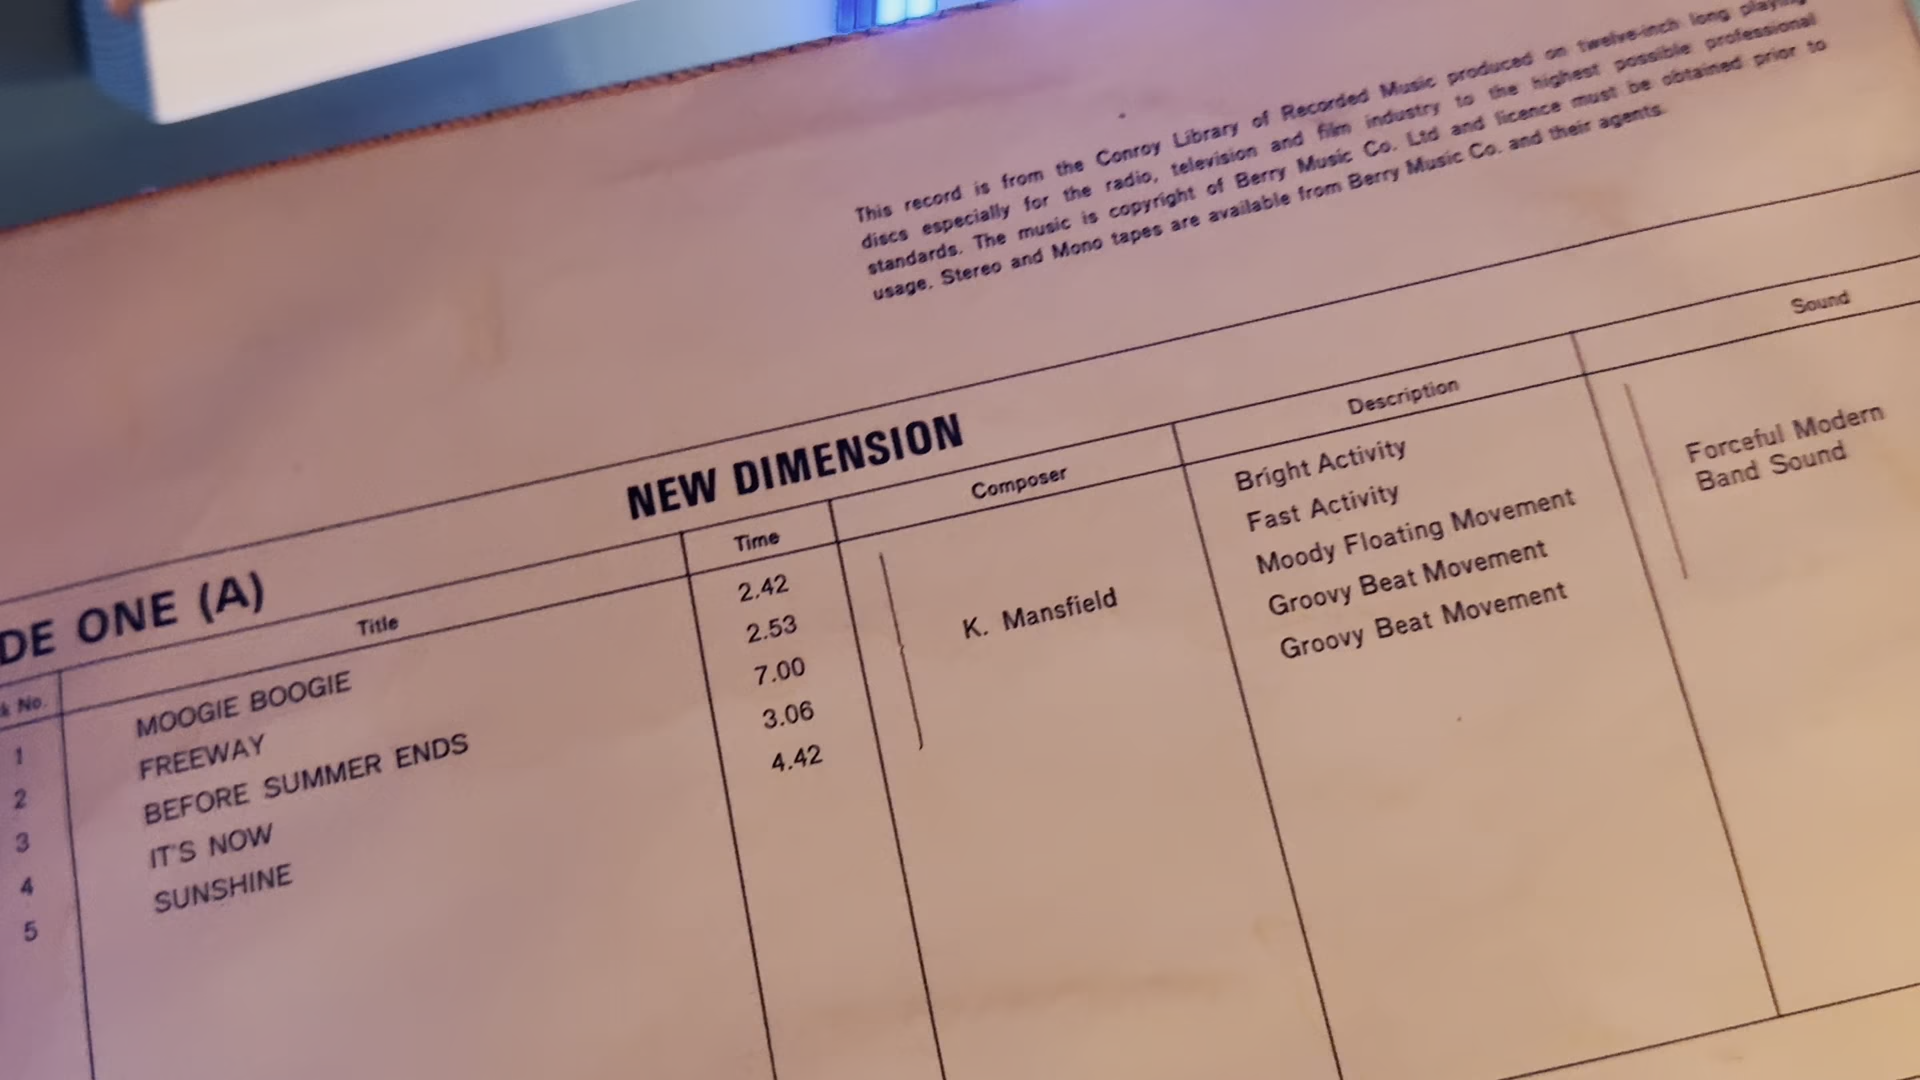 This record is from the Conroy Library of Recorded Music produced on twelve-inch long playing
discs especially for the radio, television and film industry to the highest possible professional
standards. The music is copyright of Berry Music Co. Ltd and licence must be obtained prior to
usage. Stereo and Mono tapes are available from Berry Music Co. and their agents.
NEW DIMENSION
DE ONE (A)
k No. Title Time Composer Description Sound
1 MOOGIE BOOGIE 2.42 Bright Activity
2 FREEWAY 2.53 Fast Activity
3 BEFORE SUMMER ENDS 7.00 K. Mansfield Moody Floating Movement Forceful Modern
4 IT'S NOW 3.06 Groovy Beat Movement Band Sound
5 SUNSHINE 4.42 Groovy Beat Movement